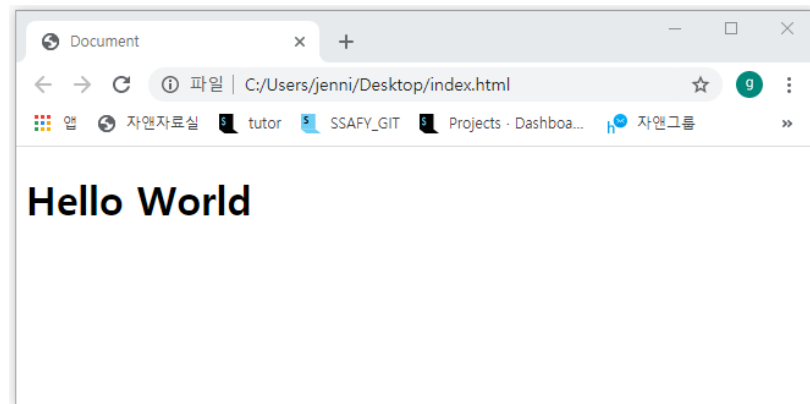 Document
파일 C:/Users/jenni/Desktop/index.html g
앱 자앤자료실 tutor SSAFY_GIT Projects - Dashboa... 자앤그룹
Hello World